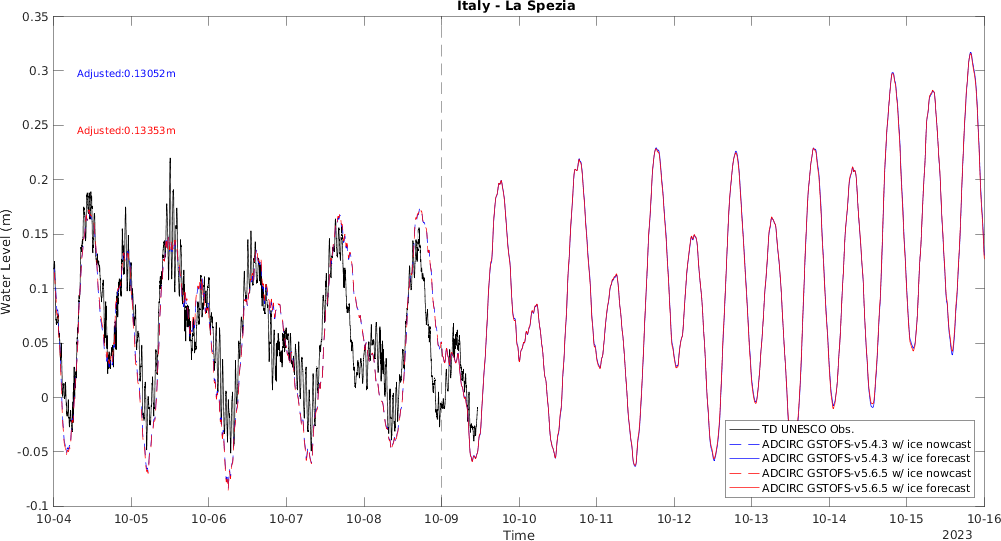 Italy - La Spezia
0.35
0.3
0.25
0.2
0.15
0.1
0.05
0
-0.05
-0.1
Water Level (m)
Adjusted:0.13052m
Adjusted:0.13353m
TD UNESCO Obs.
ADCIRC GSTOFS-v5.4.3 w/ ice nowcast
ADCIRC GSTOFS-v5.4.3 w/ ice forecast
ADCIRC GSTOFS-v5.6.5 w/ ice nowcast
ADCIRC GSTOFS-v5.6.5 w/ ice forecast
10-04 10-05 10-06 10-07 10-08 10-09 10-10 10-11 10-12 10-13 10-14 10-15 10-16
Time
2023